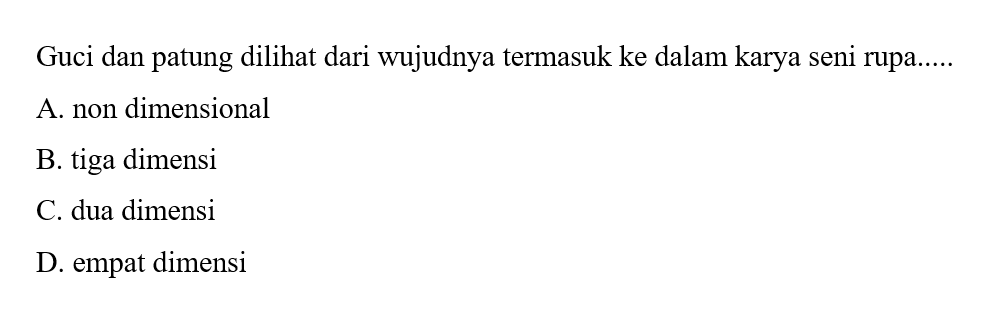 Guci dan patung dilihat dari wujudnya termasuk ke dalam karya seni rupa.....
A. non dimensional
B. tiga dimensi
C. dua dimensi
D. empat dimensi